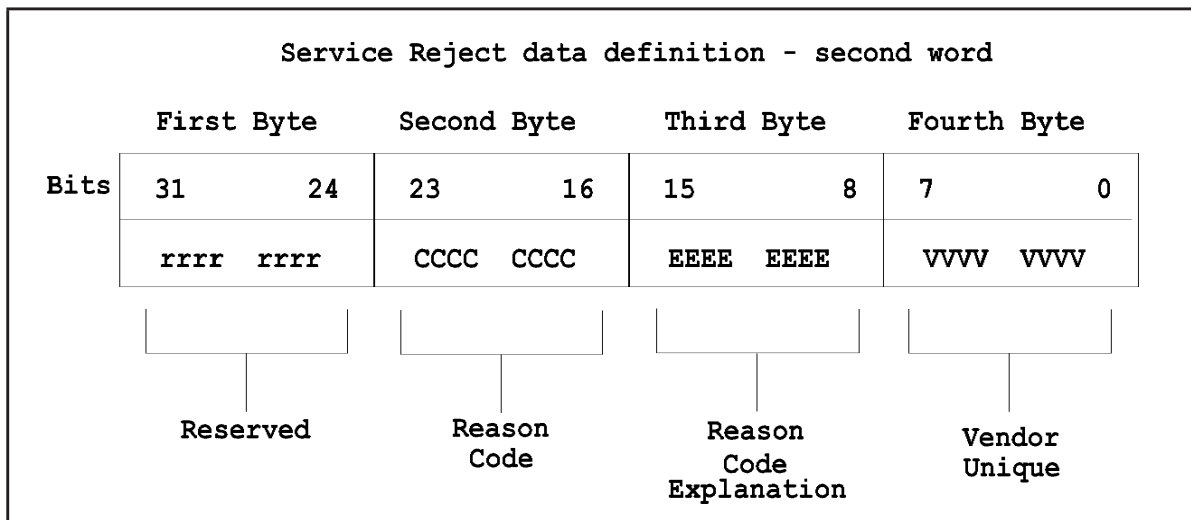 Service Reject data definition - second word
First Byte Second Byte Third Byte Fourth Byte
Bits 31 24 23 16 15 8 7 0
rrrr rrrr CCCC CCCC EEEE EEEE VVVV VVVV
Reserved
Reason
Code
Reason
Code
Explanation
Vendor
Unique